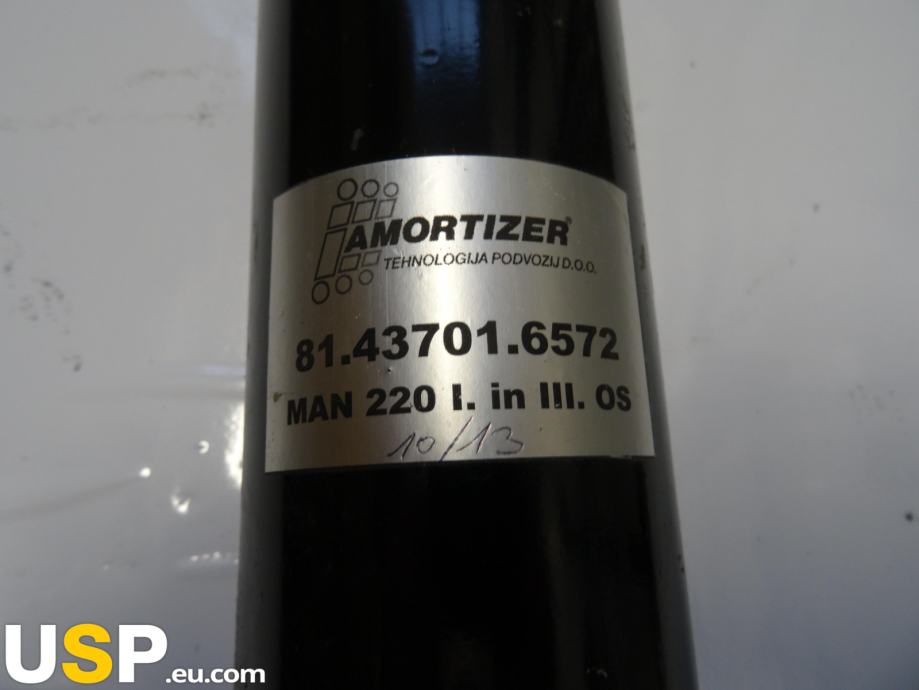 AMORTIZER®
TEHNOLOGIJA PODVOZIJ D.O.O.
81.43701.6572
MAN 220 I. in III. OS
10/13
USP.eu.com